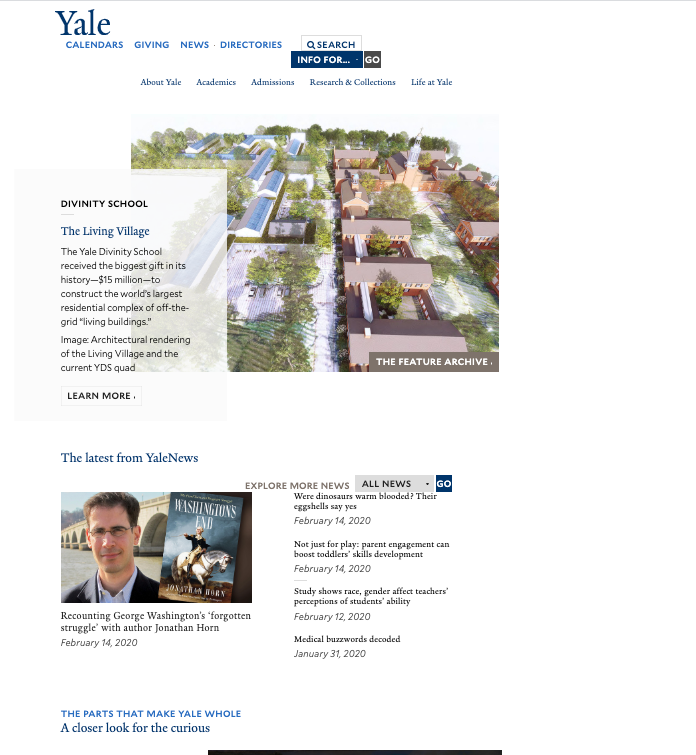 Yale
CALENDARS GIVING NEWS · DIRECTORIES SEARCH
INFO FOR... GO
About Yale Academics Admissions Research & Collections Life at Yale
DIVINITY SCHOOL
The Living Village
The Yale Divinity School
received the biggest gift in its
history—$15 million—to
construct the world's largest
residential complex of off-the-
grid "living buildings."
Image: Architectural rendering
of the Living Village and the
current YDS quad
LEARN MORE ›
THE FEATURE ARCHIVE ›
The latest from YaleNews
EXPLORE MORE NEWS ALL NEWS GO
WASHINGTON'S
END
JONATHAN HORN
Recounting George Washington's 'forgotten
struggle' with author Jonathan Horn
February 14, 2020
Were dinosaurs warm blooded? Their
eggshells say yes
February 14, 2020
Not just for play: parent engagement can
boost toddlers' skills development
February 14, 2020
Study shows race, gender affect teachers'
perceptions of students' ability
February 12, 2020
Medical buzzwords decoded
January 31, 2020
THE PARTS THAT MAKE YALE WHOLE
A closer look for the curious